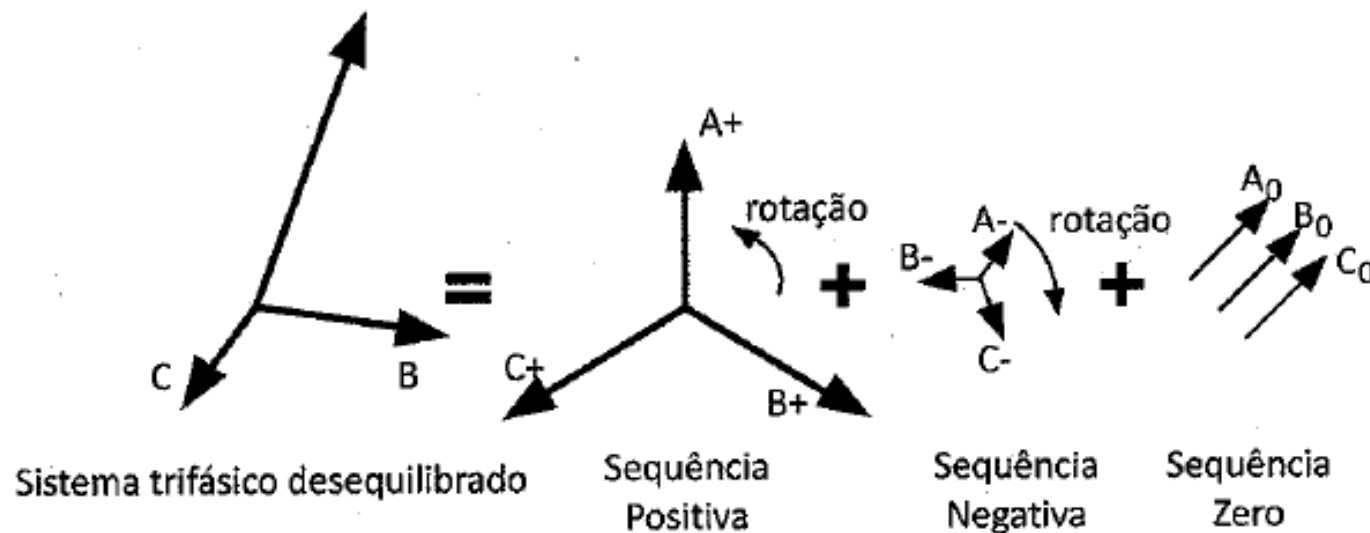 A+
rotação
C+
B+
A-
rotação
B-
C-
A0
B0
C0
C
B
=
+
+
Sistema trifásico desequilibrado
Sequência
Positiva
Sequência
Negativa
Sequência
Zero